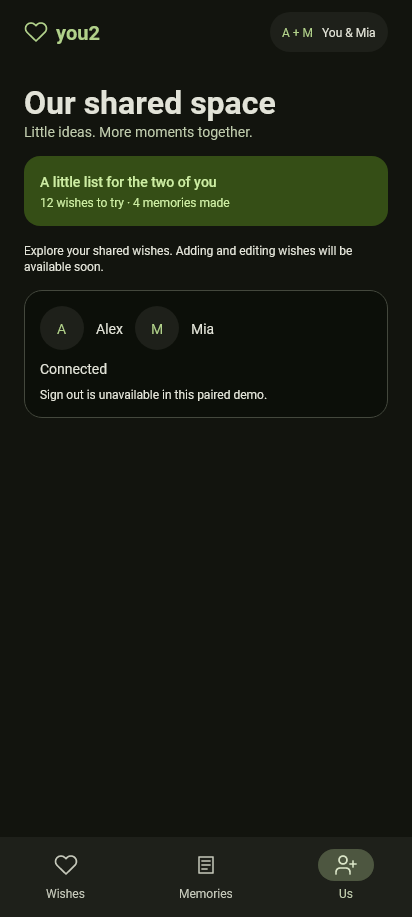 you2
A + M You & Mia
Our shared space
Little ideas. More moments together.
A little list for the two of you
12 wishes to try · 4 memories made
Explore your shared wishes. Adding and editing wishes will be
available soon.
A Alex M Mia
Connected
Sign out is unavailable in this paired demo.
Wishes Memories Us